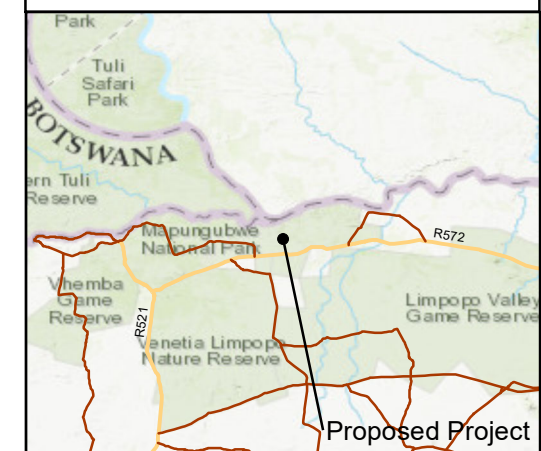 Park
Tuli
Safari
Park
BOTSWANA
ern Tuli
Reserve
Mapungubwe
National Park
R572
Vhemba
Game
Reserve
Limpopo Valley
Game Reserve
R521
Venetia Limpopo
Nature Reserve
Proposed Project